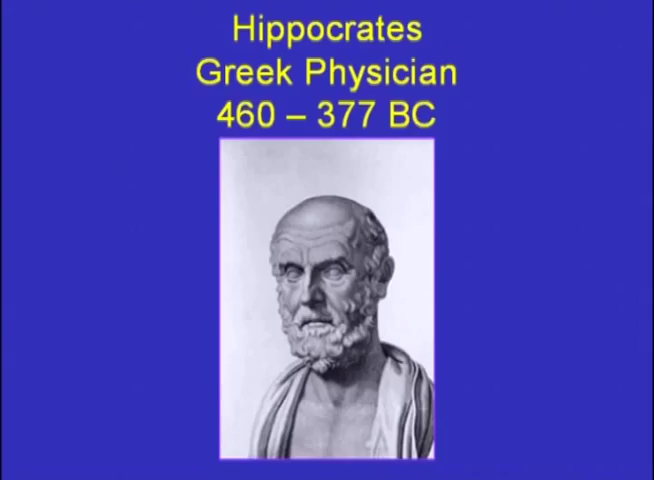 Hippocrates
Greek Physician
460 – 377 BC